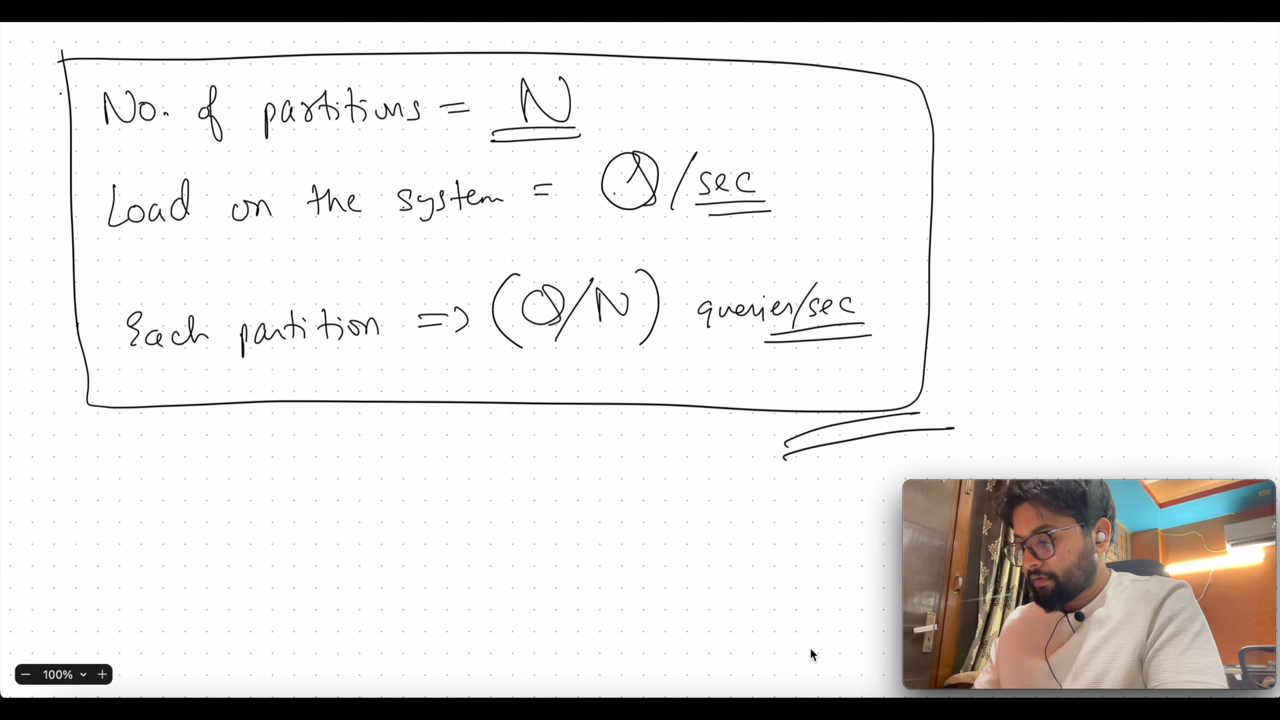 No. of partitions = N
Load on the system = Q/sec
Each partition => (Q/N) queries/sec
- 100% +